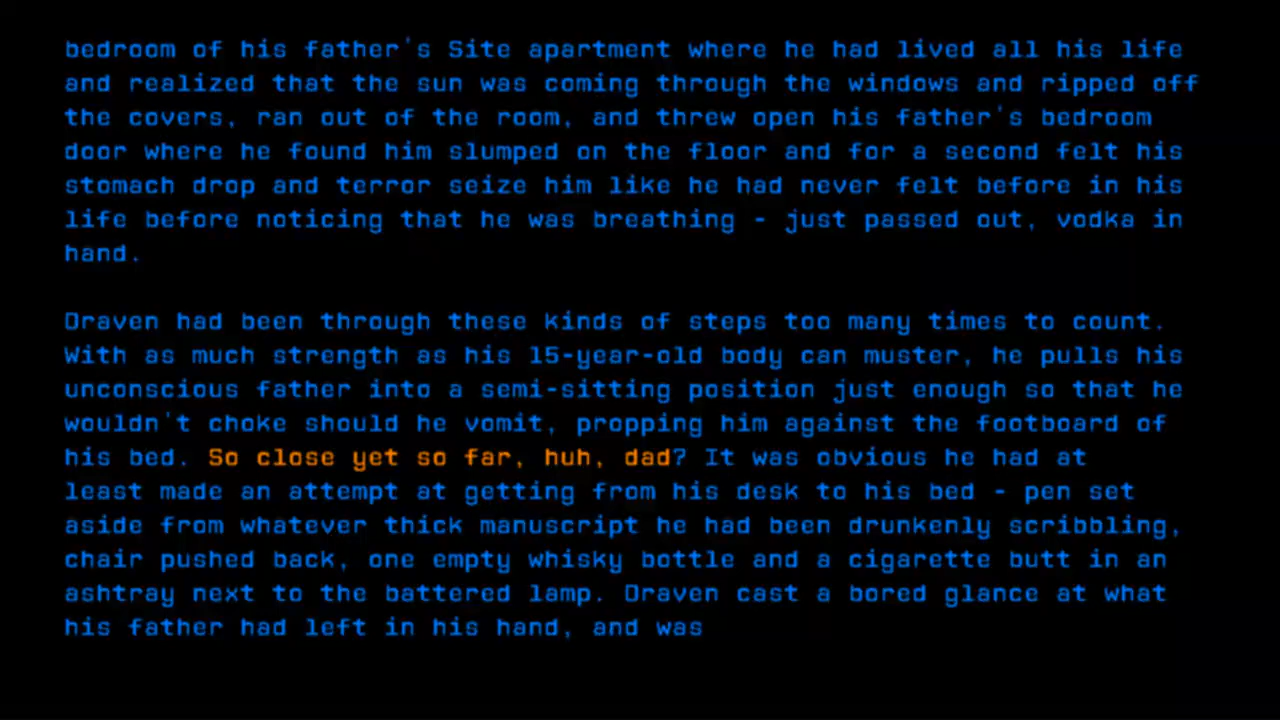 bedroom of his father's Site apartment where he had lived all his life
and realized that the sun was coming through the windows and ripped off
the covers, ran out of the room, and threw open his father's bedroom
door where he found him slumped on the floor and for a second felt his
stomach drop and terror seize him like he had never felt before in his
life before noticing that he was breathing - just passed out, vodka in
hand.
Draven had been through these kinds of steps too many times to count.
With as much strength as his 15-year-old body can muster, he pulls his
unconscious father into a semi-sitting position just enough so that he
wouldn't choke should he vomit, propping him against the footboard of
his bed. So close yet so far, huh, dad? It was obvious he had at
least made an attempt at getting from his desk to his bed - pen set
aside from whatever thick manuscript he had been drunkenly scribbling,
chair pushed back, one empty whisky bottle and a cigarette butt in an
ashtray next to the battered lamp. Draven cast a bored glance at what
his father had left in his hand, and was